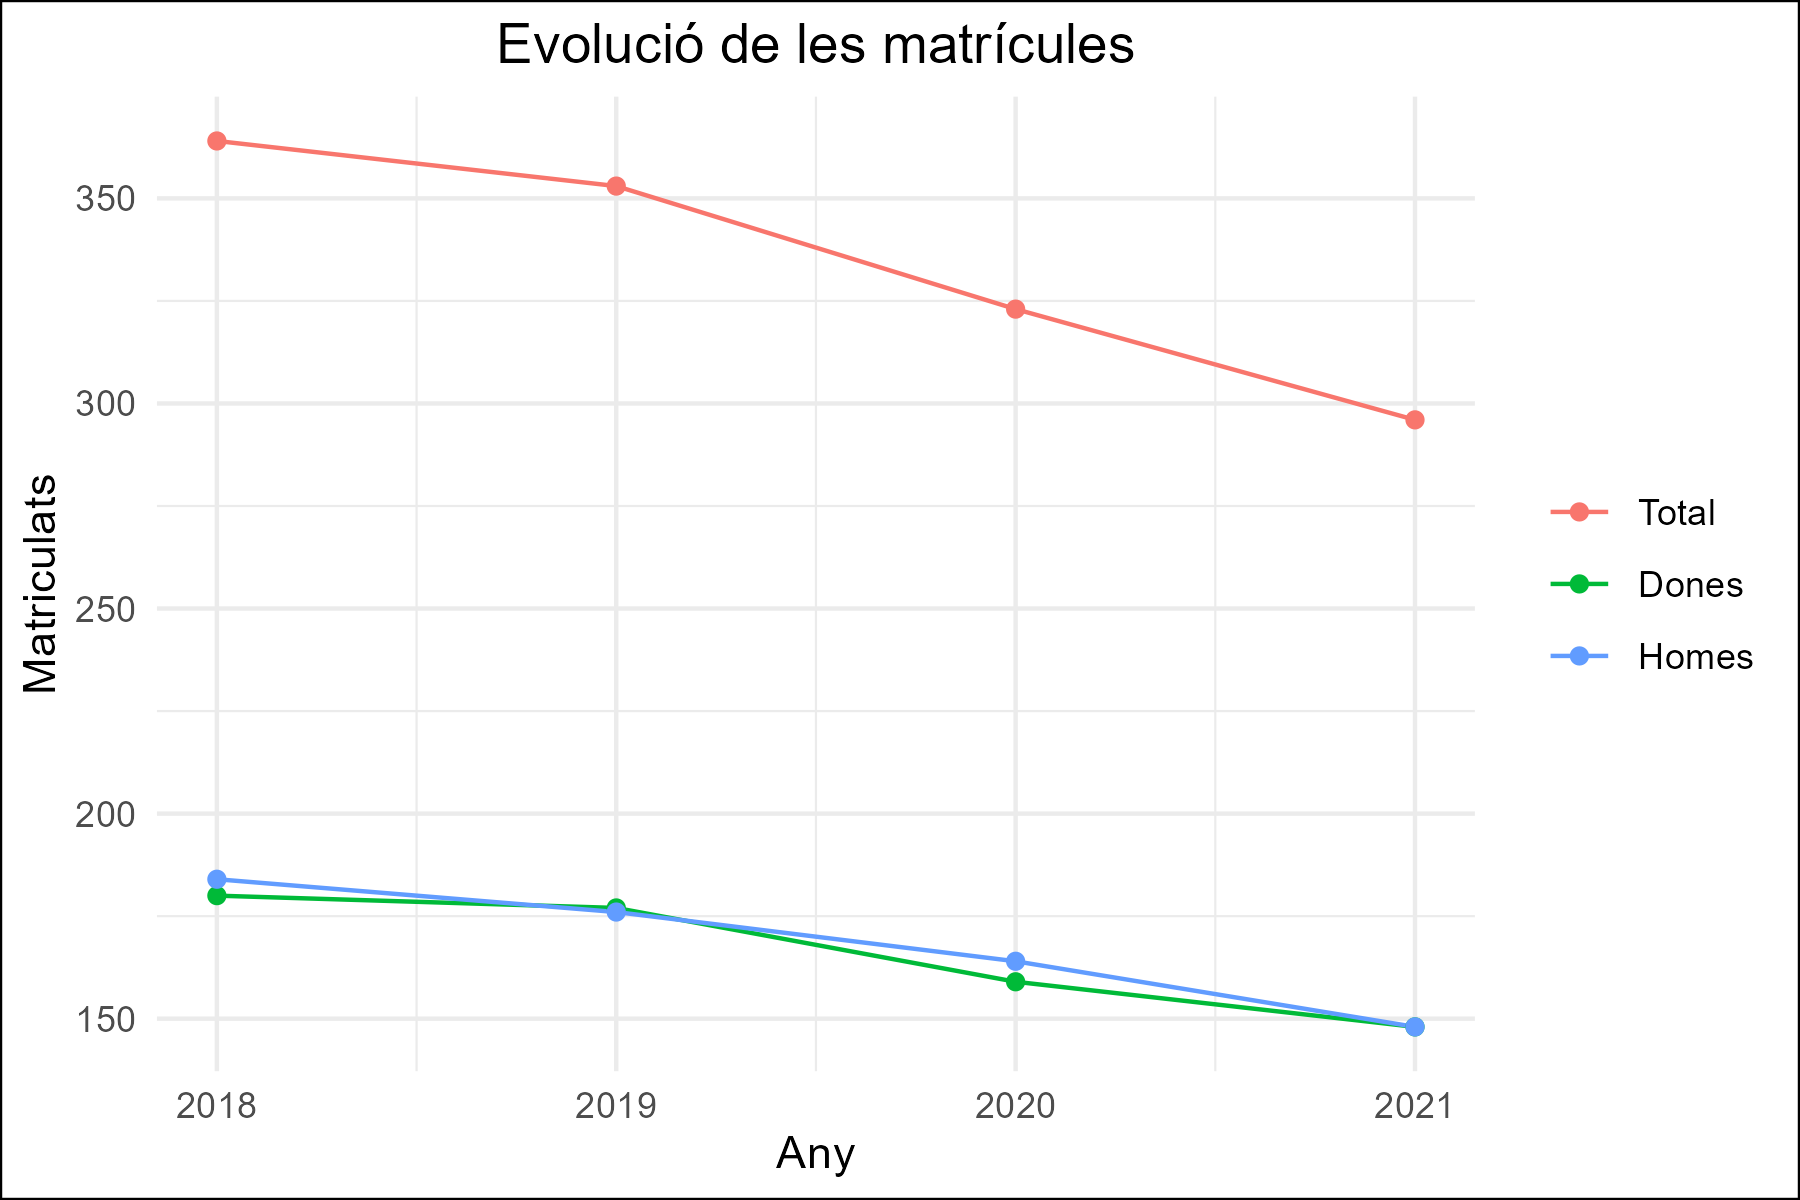 Evolució de les matrícules
Matriculats
350
300
250
200
150
2018
2019
2020
2021
Any
Total
Dones
Homes